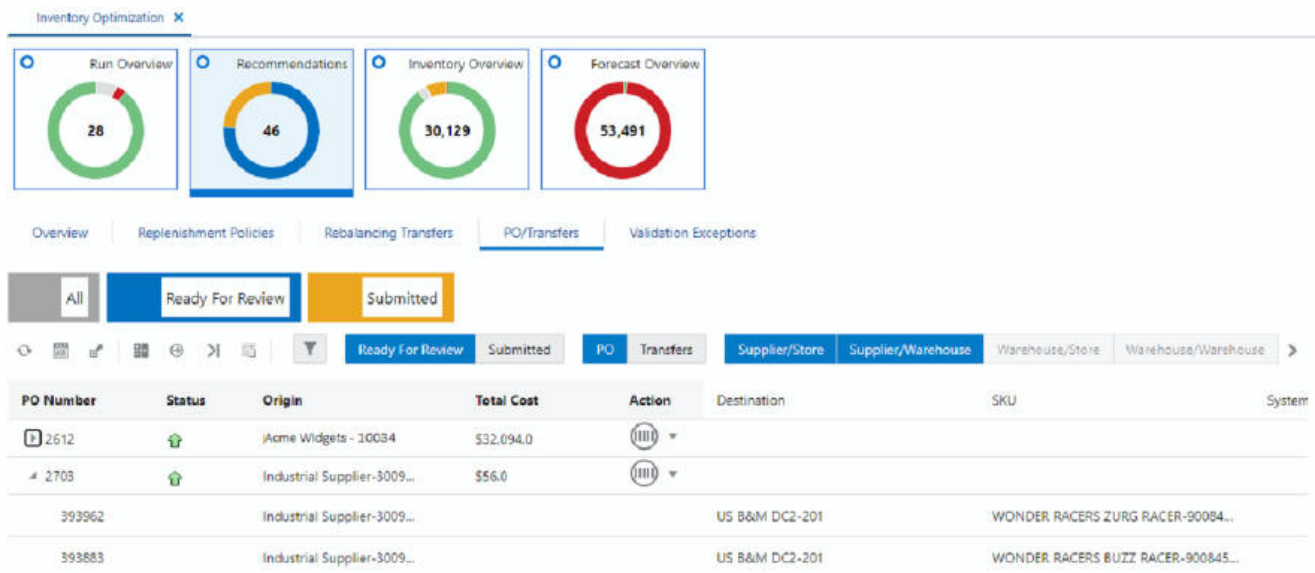 Inventory Optimization X
Run Overview Recommendations Inventory Overview Forecast Overview
28 46 30,129 53,491
Overview Replenishment Policies Rebalancing Transfers PO/Transfers Validation Exceptions
All Ready For Review Submitted
Ready For Review Submitted PO Transfers Supplier/Store Supplier/Warehouse Warehouse/Store Warehouse/Warehouse
PO Number Status Origin Total Cost Action Destination SKU System
2612 Acme Widgets - 10034 $32,094.0
2703 Industrial Supplier-3009... $56.0
393962 Industrial Supplier-3009... US B&M DC2-201 WONDER RACERS ZURG RACER-90084...
393883 Industrial Supplier-3009... US B&M DC2-201 WONDER RACERS BUZZ RACER-900845...